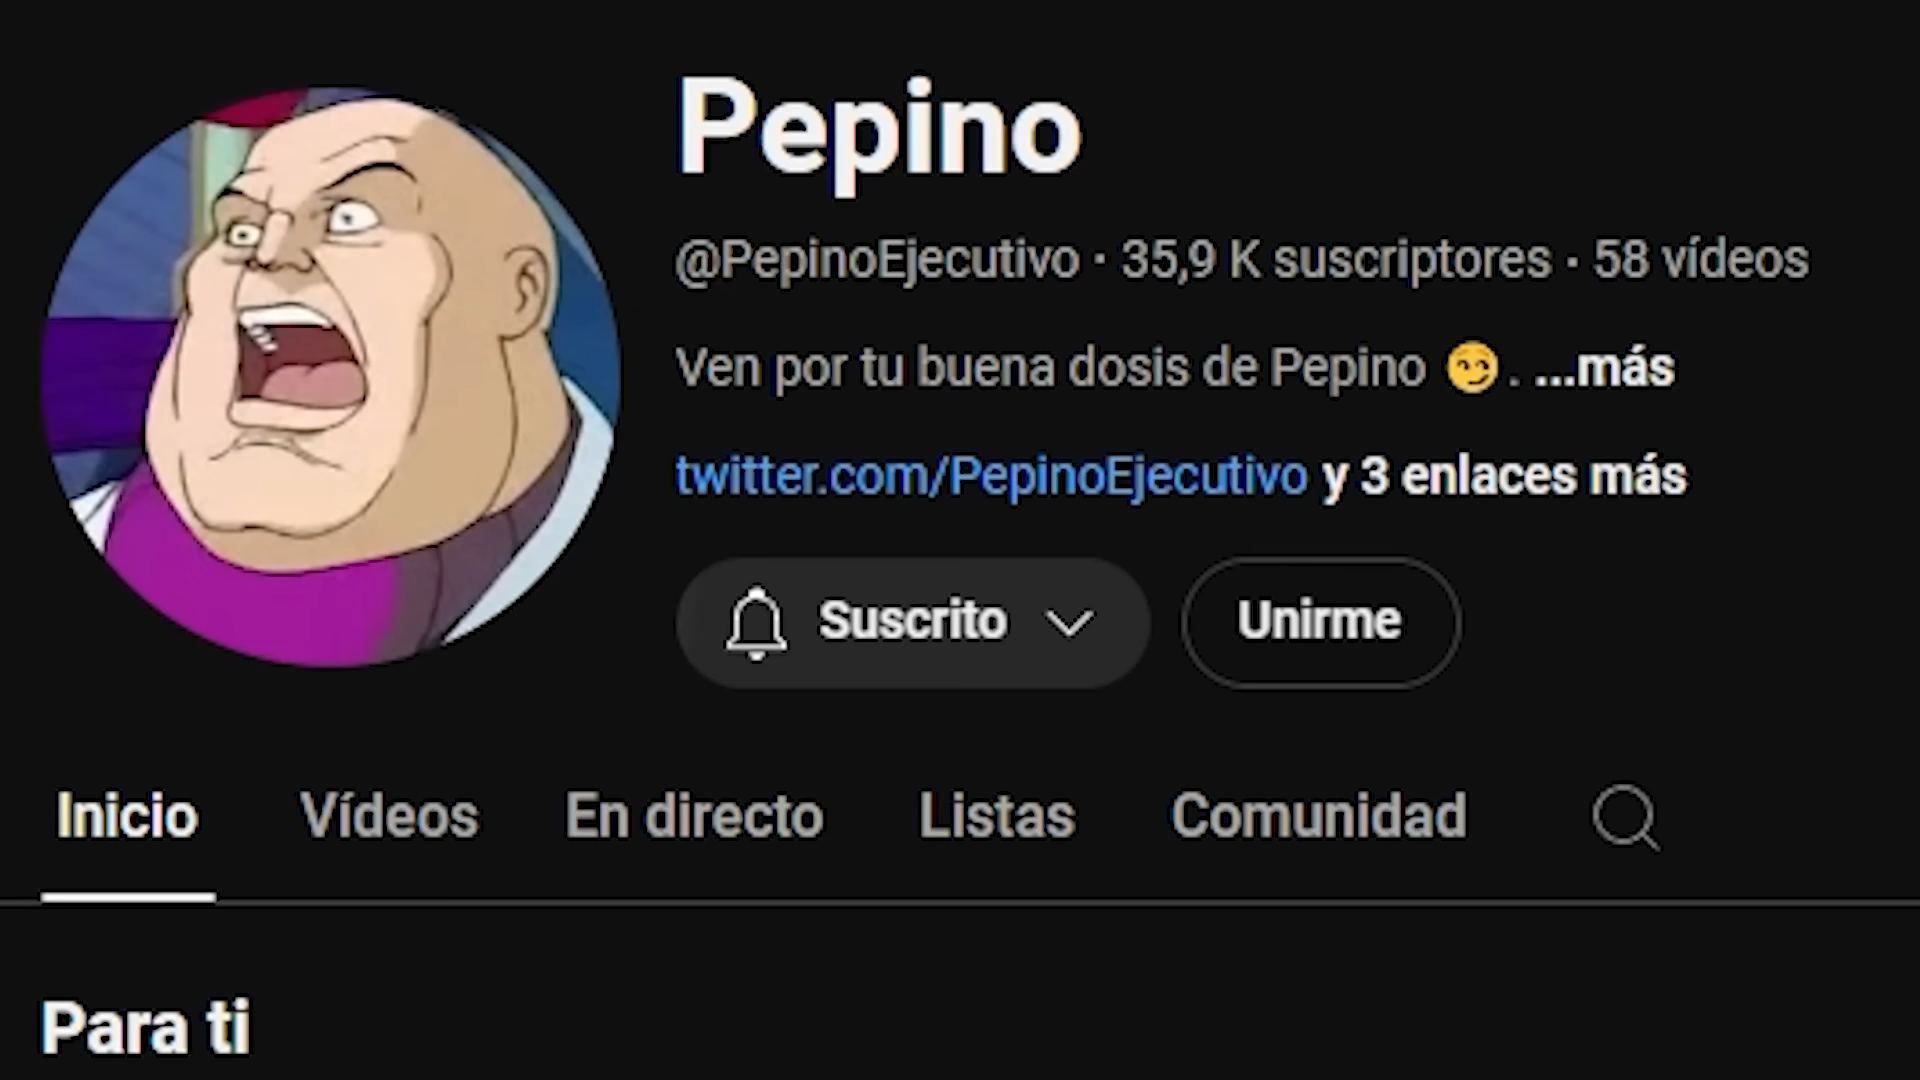 Pepino
@PepinoEjecutivo · 35,9 K suscriptores · 58 vídeos
Ven por tu buena dosis de Pepino 😏 . ...más
twitter.com/PepinoEjecutivo y 3 enlaces más
Suscrito Unirme
Inicio Vídeos En directo Listas Comunidad
Para ti